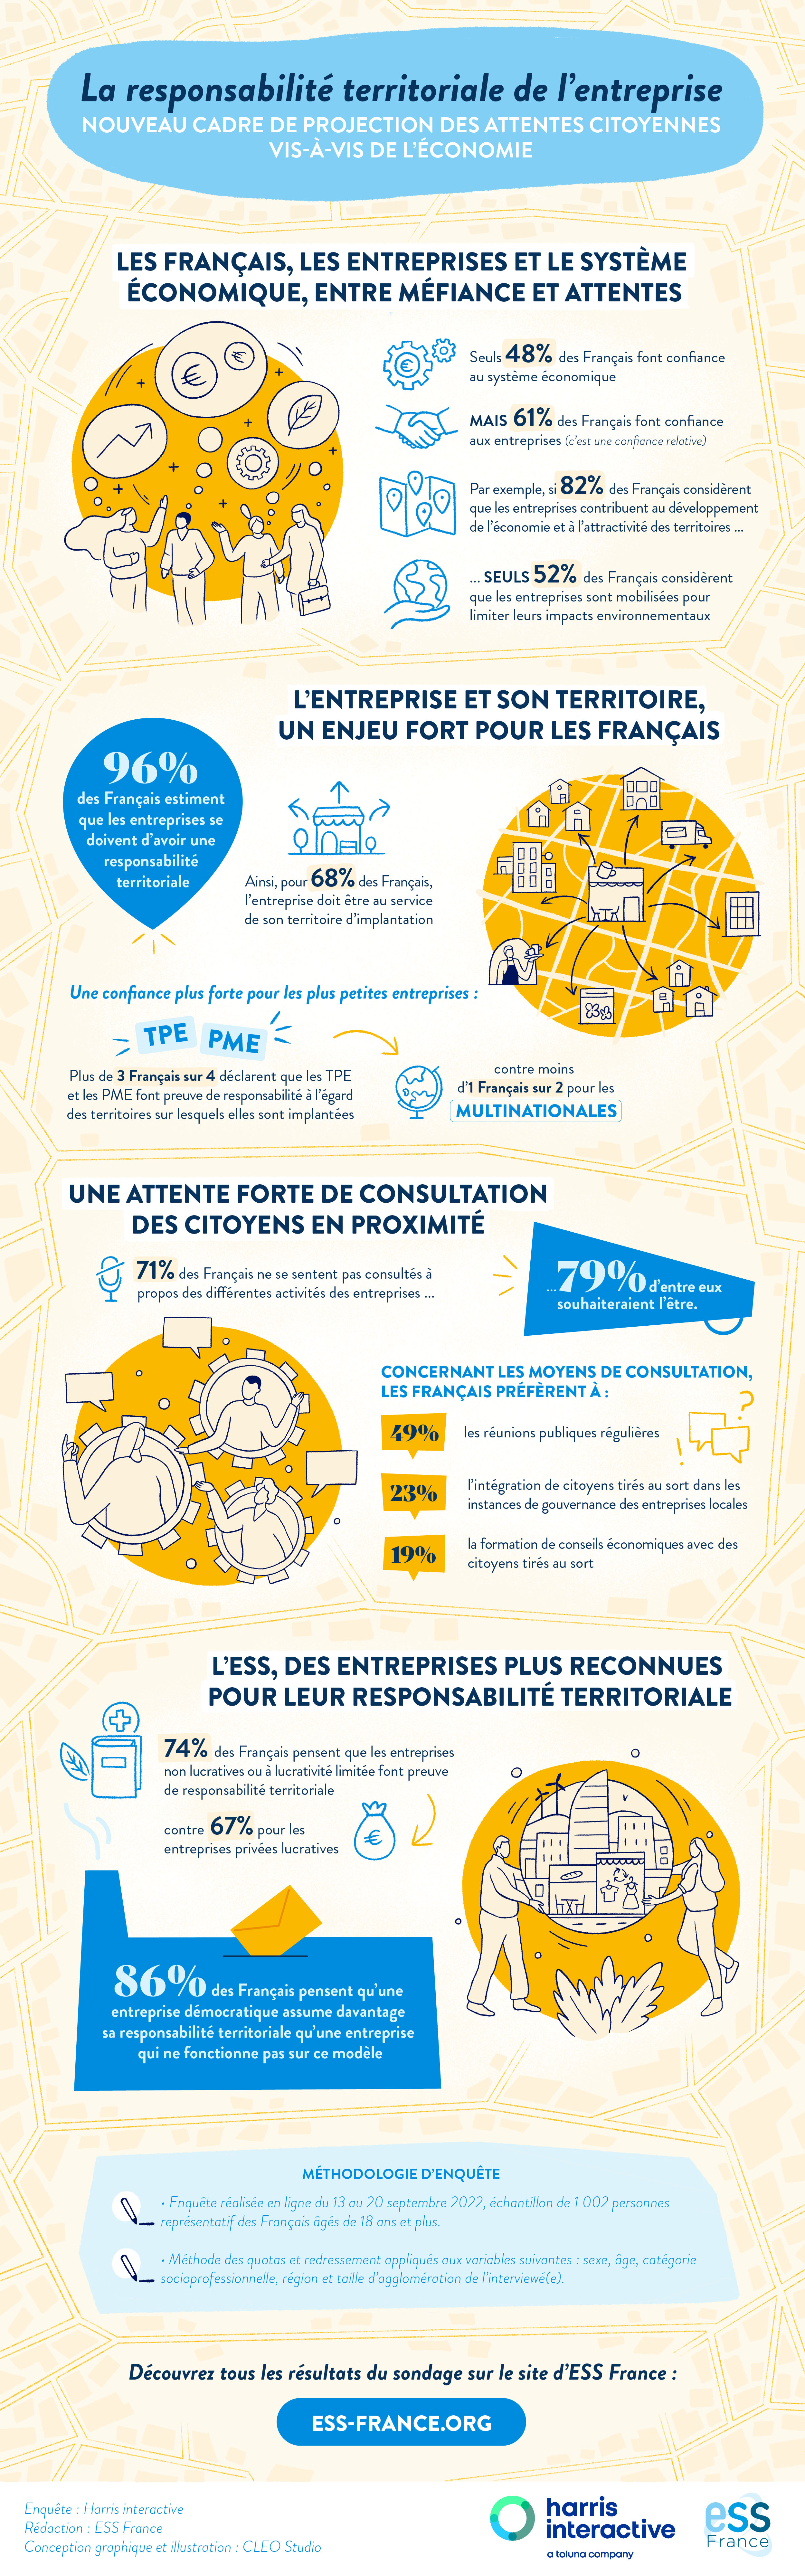 La responsabilité territoriale de l'entreprise
NOUVEAU CADRE DE PROJECTION DES ATTENTES CITOYENNES
VIS-À-VIS DE L'ÉCONOMIE
LES FRANÇAIS, LES ENTREPRISES ET LE SYSTÈME
ÉCONOMIQUE, ENTRE MÉFIANCE ET ATTENTES
Seuls 48% des Français font confiance
au système économique
MAIS 61% des Français font confiance
aux entreprises (c'est une confiance relative)
Par exemple, si 82% des Français considèrent
que les entreprises contribuent au développement
de l'économie et à l'attractivité des territoires ...
... SEULS 52% des Français considèrent
que les entreprises sont mobilisées pour
limiter leurs impacts environnementaux
L'ENTREPRISE ET SON TERRITOIRE,
UN ENJEU FORT POUR LES FRANÇAIS
96%
des Français estiment
que les entreprises se
doivent d'avoir une
responsabilité
territoriale
Ainsi, pour 68% des Français,
l'entreprise doit être au service
de son territoire d'implantation
Une confiance plus forte pour les plus petites entreprises :
TPE PME
Plus de 3 Français sur 4 déclarent que les TPE
et les PME font preuve de responsabilité à l'égard
des territoires sur lesquels elles sont implantées
contre moins
d'1 Français sur 2 pour les
MULTINATIONALES
UNE ATTENTE FORTE DE CONSULTATION
DES CITOYENS EN PROXIMITÉ
71% des Français ne se sentent pas consultés à
propos des différentes activités des entreprises ...
...79% d'entre eux
souhaiteraient l'être.
CONCERNANT LES MOYENS DE CONSULTATION,
LES FRANÇAIS PRÉFÈRENT À :
49% les réunions publiques régulières
23% l'intégration de citoyens tirés au sort dans les
instances de gouvernance des entreprises locales
19% la formation de conseils économiques avec des
citoyens tirés au sort
L'ESS, DES ENTREPRISES PLUS RECONNUES
POUR LEUR RESPONSABILITÉ TERRITORIALE
74% des Français pensent que les entreprises
non lucratives ou à lucrativité limitée font preuve
de responsabilité territoriale
contre 67% pour les
entreprises privées lucratives
86% des Français pensent qu'une
entreprise démocratique assume davantage
sa responsabilité territoriale qu'une entreprise
qui ne fonctionne pas sur ce modèle
MÉTHODOLOGIE D'ENQUÊTE
• Enquête réalisée en ligne du 13 au 20 septembre 2022, échantillon de 1 002 personnes
représentatif des Français âgés de 18 ans et plus.
• Méthode des quotas et redressement appliqués aux variables suivantes : sexe, âge, catégorie
socioprofessionnelle, région et taille d'agglomération de l'interviewé(e).
Découvrez tous les résultats du sondage sur le site d'ESS France :
ESS-FRANCE.ORG
Enquête : Harris interactive
Rédaction : ESS France
Conception graphique et illustration : CLEO Studio
harris
interactive
a toluna company
eSS
France